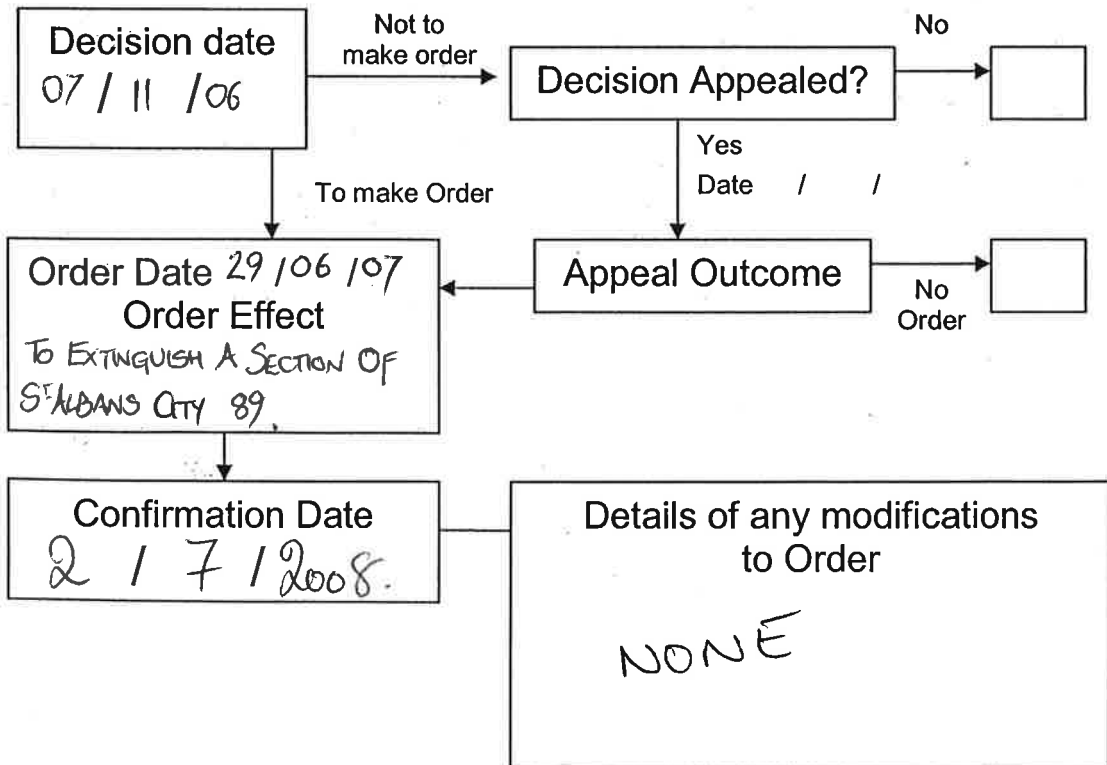 Decision date
07 / 11 / 06
Not to
make order
Decision Appealed?
No
Yes
Date / /
To make Order
Order Date 29 / 06 / 07
Order Effect
To EXTINGUISH A SECTION OF
ST ALBANS CITY 89.
Appeal Outcome
No
Order
Confirmation Date
2 / 7 / 2008.
Details of any modifications
to Order
NONE